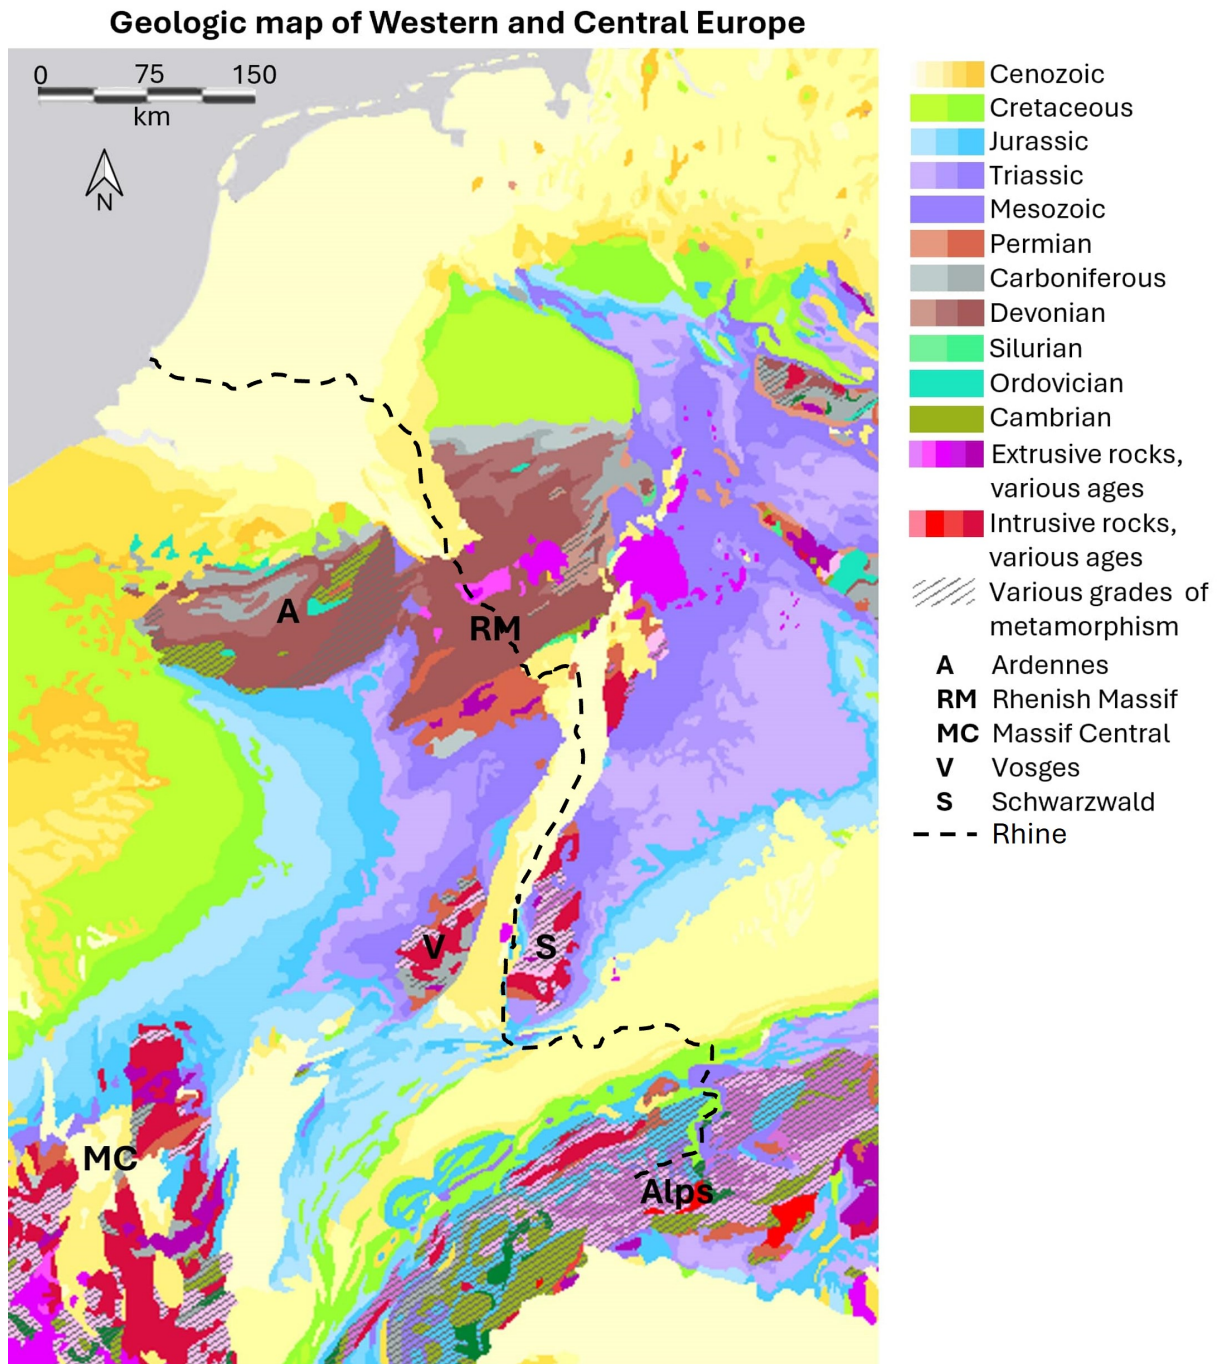 Geologic map of Western and Central Europe
0 75 150
km
N
Cenozoic
Cretaceous
Jurassic
Triassic
Mesozoic
Permian
Carboniferous
Devonian
Silurian
Ordovician
Cambrian
Extrusive rocks,
various ages
Intrusive rocks,
various ages
Various grades of
metamorphism
A Ardennes
RM Rhenish Massif
MC Massif Central
V Vosges
S Schwarzwald
Rhine
A
RM
V
S
MC
Alps